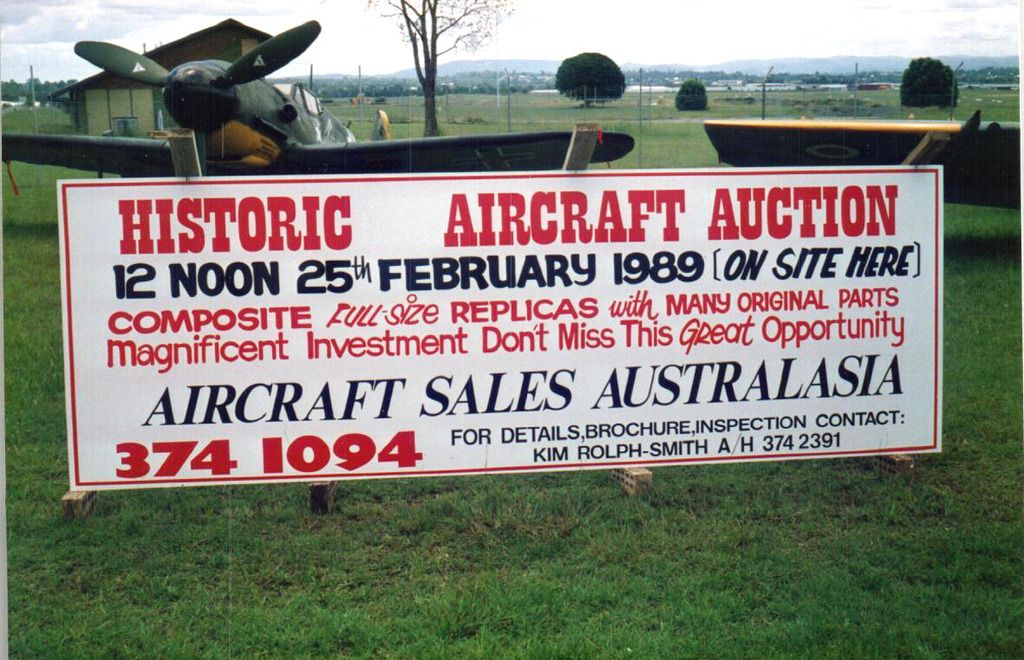 HISTORIC AIRCRAFT AUCTION
12 NOON 25th FEBRUARY 1989 [ON SITE HERE]
COMPOSITE FULL-SIZE REPLICAS with MANY ORIGINAL PARTS
Magnificent Investment Don't Miss This Great Opportunity
AIRCRAFT SALES AUSTRALASIA
374 1094 FOR DETAILS,BROCHURE,INSPECTION CONTACT:
KIM ROLPH-SMITH A/H 374 2391